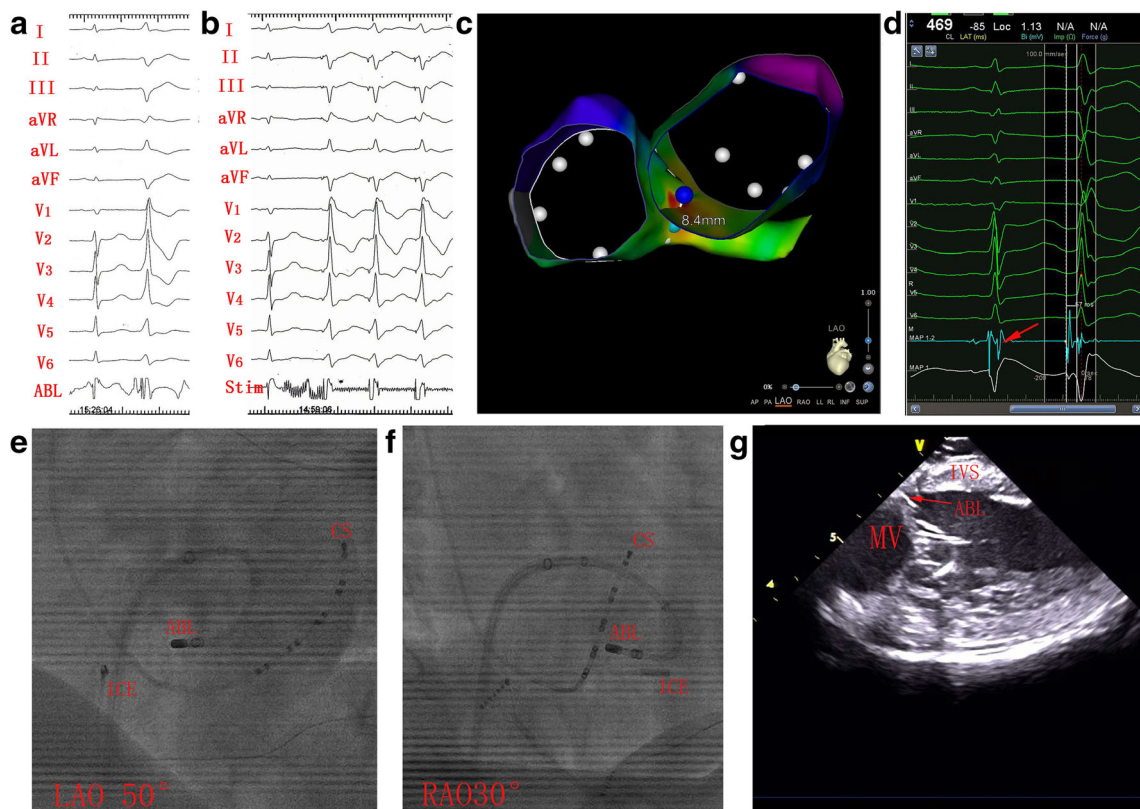 a
I
II
III
aVR
aVL
aVF
V1
V2
V3
V4
V5
V6
ABL
15:26:04
b
I
II
III
aVR
aVL
aVF
V1
V2
V3
V4
V5
V6
Stim
14:59:06
c
8.4mm
1.00
LAO
0%
AP PA LAO RAO LL RL INF SUP
d
469 -85 Loc 1.13 N/A N/A
CL LAT (ms) Bi (mV) Imp (Ω) Force (g)
100.0 mm/sec
aVR
aVL
aVF
V1
V2
V3
V4
R
V5
V6
M
MAP 1-2
MAP 1
-200
e
CS
ABL
ICE
LAO 50°
f
CS
ABL
ICE
RAO30°
g
V
IVS
ABL
MV
5